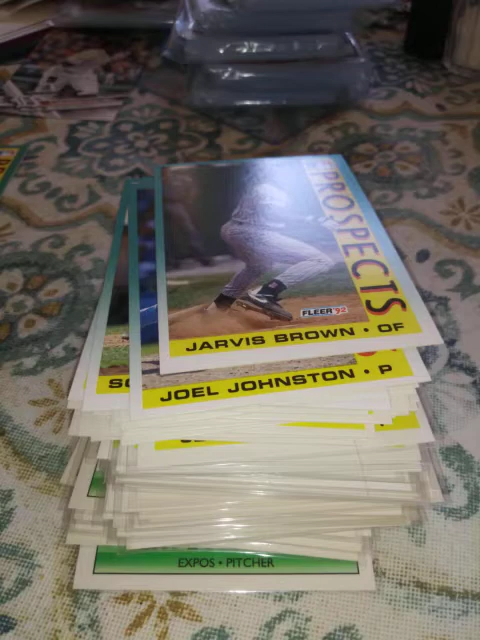 PROSPECTS
FLEER'92
JARVIS BROWN • OF
JOEL JOHNSTON • P
EXPOS • PITCHER